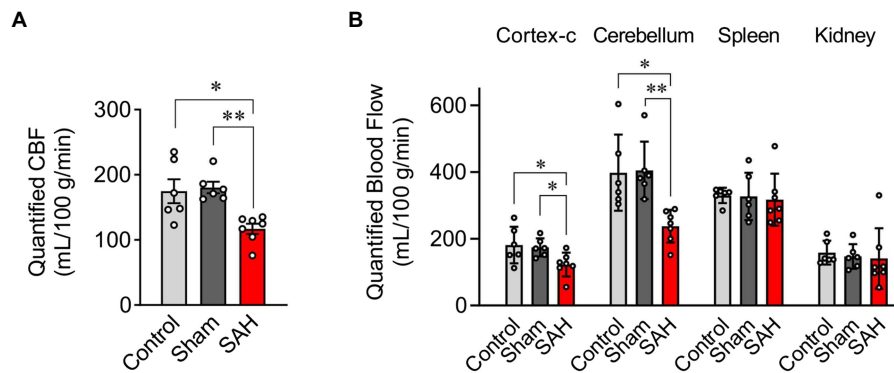 A
Quantified CBF
(mL/100 g/min)
300
200
100
0
*
**
Control
Sham
SAH
B
Cortex-c Cerebellum Spleen Kidney
Quantified Blood Flow
(mL/100 g/min)
600
400
200
0
*
*
*
**
Control
Sham
SAH
Control
Sham
SAH
Control
Sham
SAH
Control
Sham
SAH